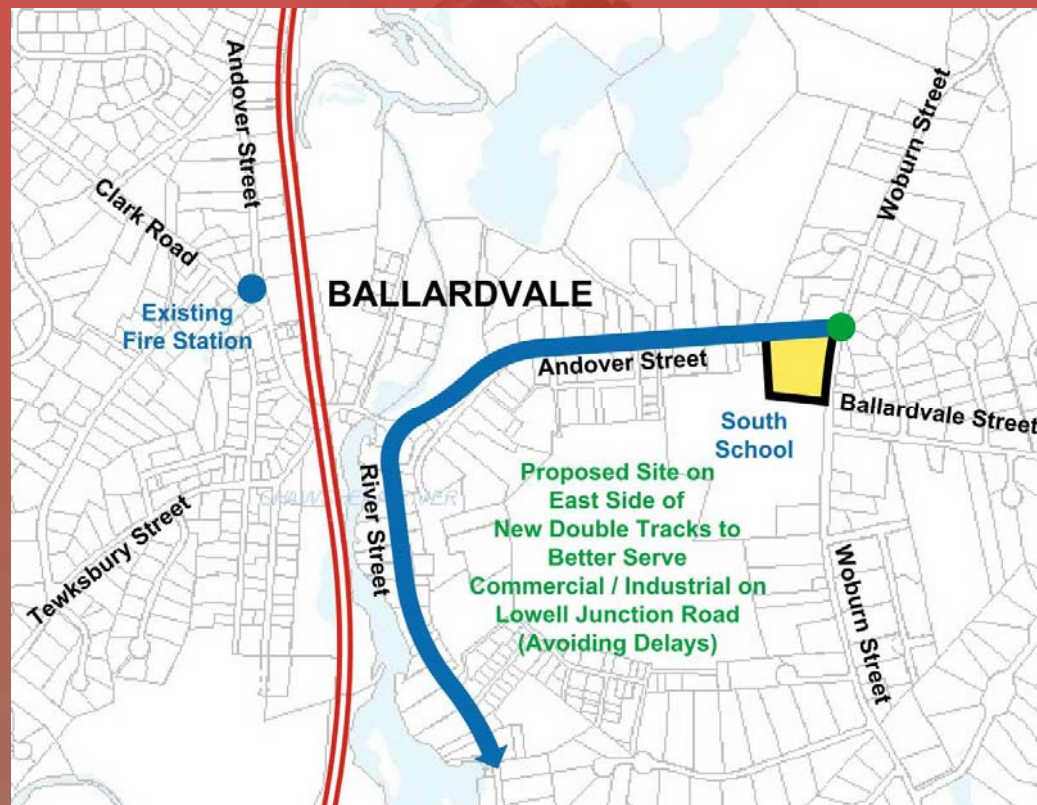 Andover Street
Clark Road
Existing
Fire Station
BALLARDVALE
Woburn Street
Andover Street
South
School
Ballardvale Street
River Street
Tewksbury Street
Proposed Site on
East Side of
New Double Tracks to
Better Serve
Commercial / Industrial on
Lowell Junction Road
(Avoiding Delays)
Woburn Street